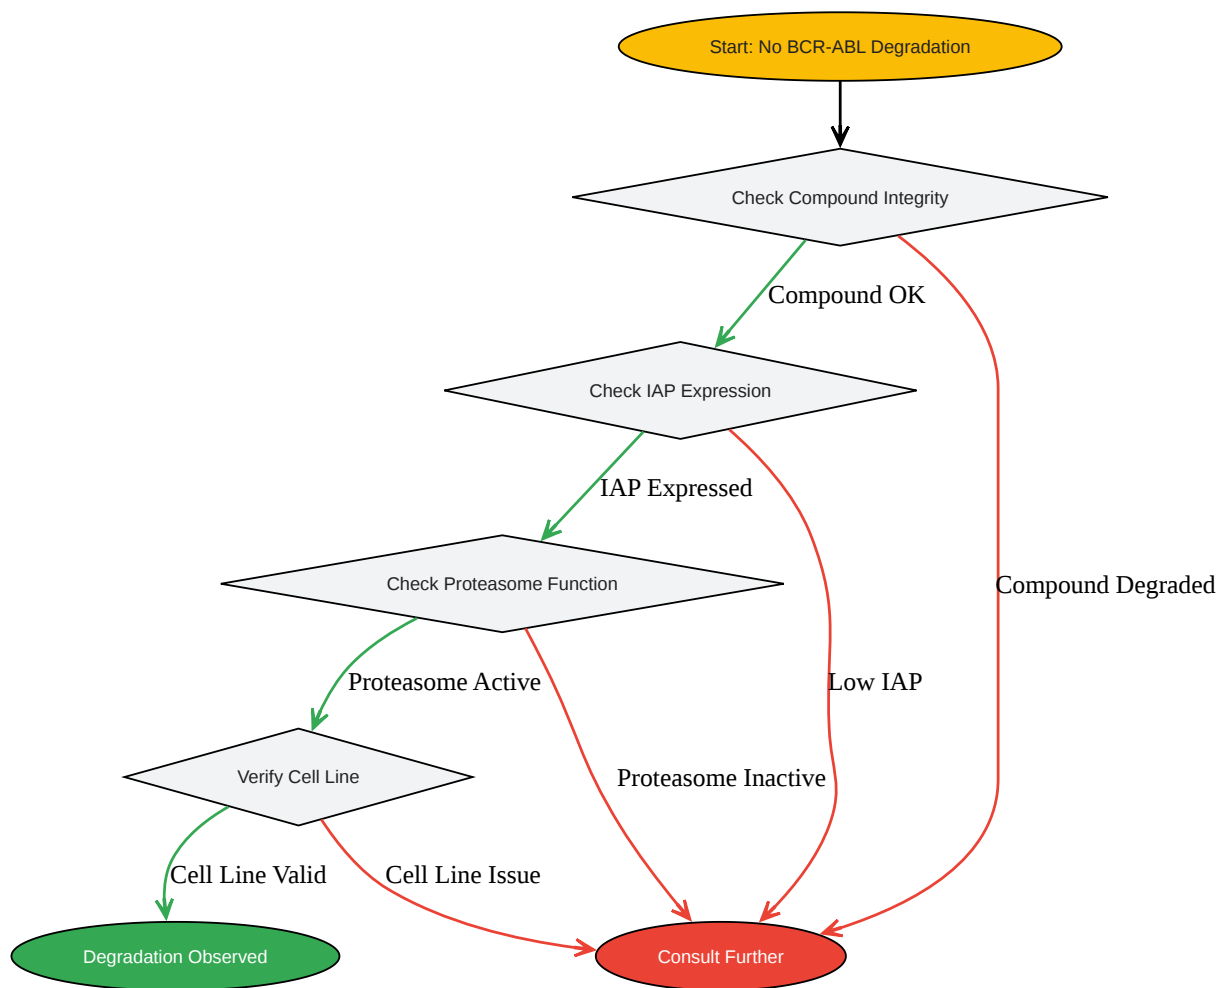 Start: No BCR-ABL Degradation
Check Compound Integrity
Compound OK
Check IAP Expression
IAP Expressed
Check Proteasome Function
Compound Degraded
Proteasome Active
Low IAP
Verify Cell Line
Proteasome Inactive
Cell Line Valid
Cell Line Issue
Degradation Observed
Consult Further